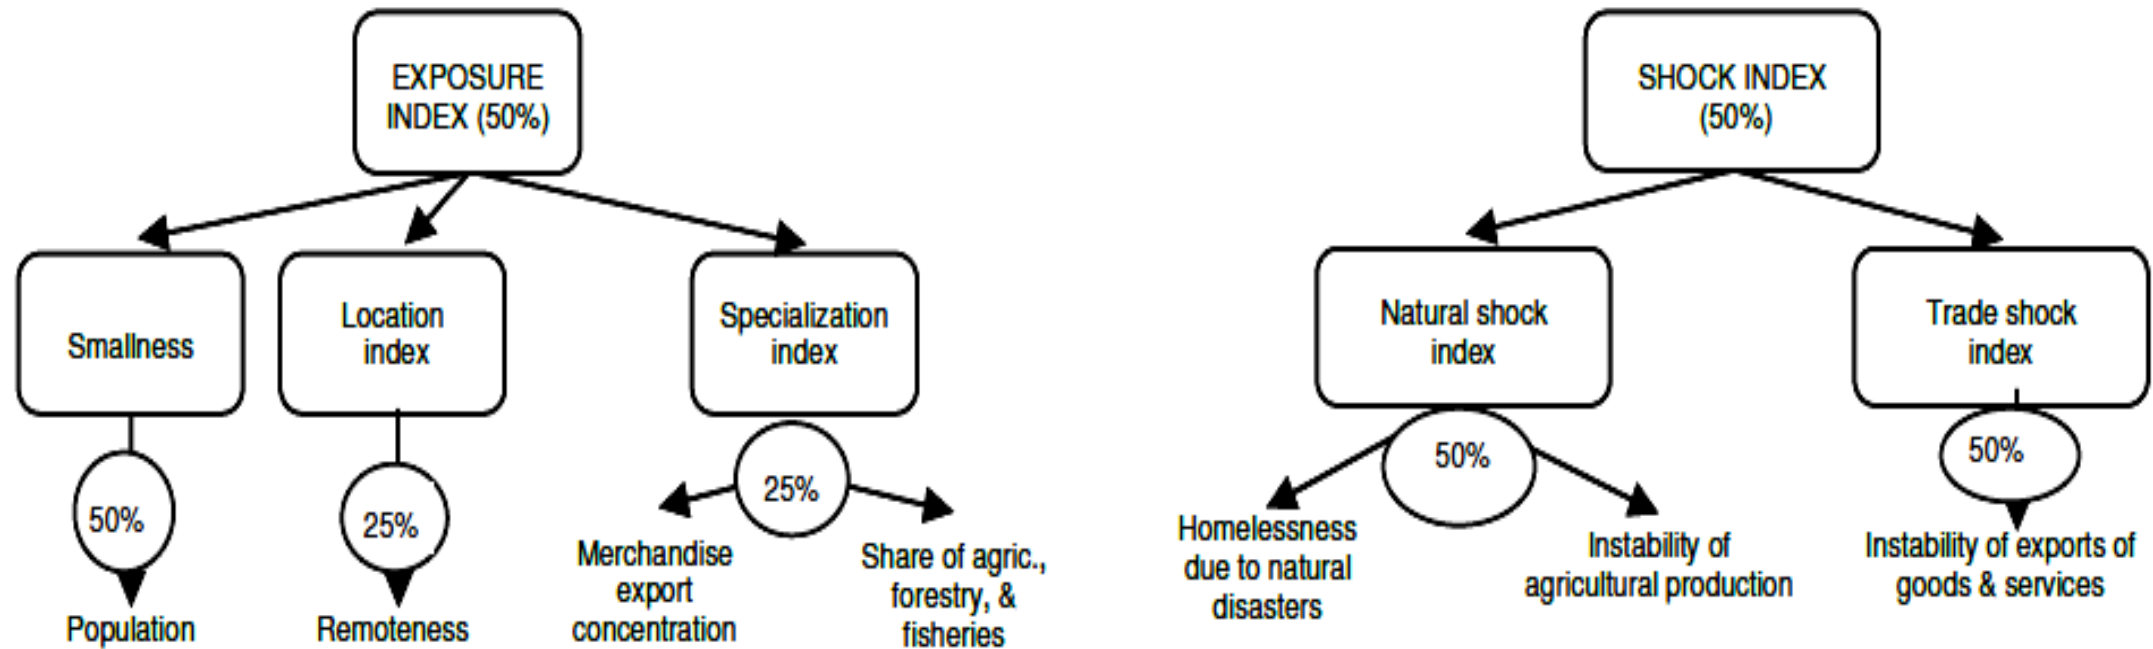 EXPOSURE
INDEX (50%)
SHOCK INDEX
(50%)
Smallness
Location
index
Specialization
index
Natural shock
index
Trade shock
index
50%
25%
25%
50%
50%
Population
Remoteness
Merchandise
export
concentration
Share of agric.,
forestry, &
fisheries
Homelessness
due to natural
disasters
Instability of
agricultural production
Instability of exports of
goods & services